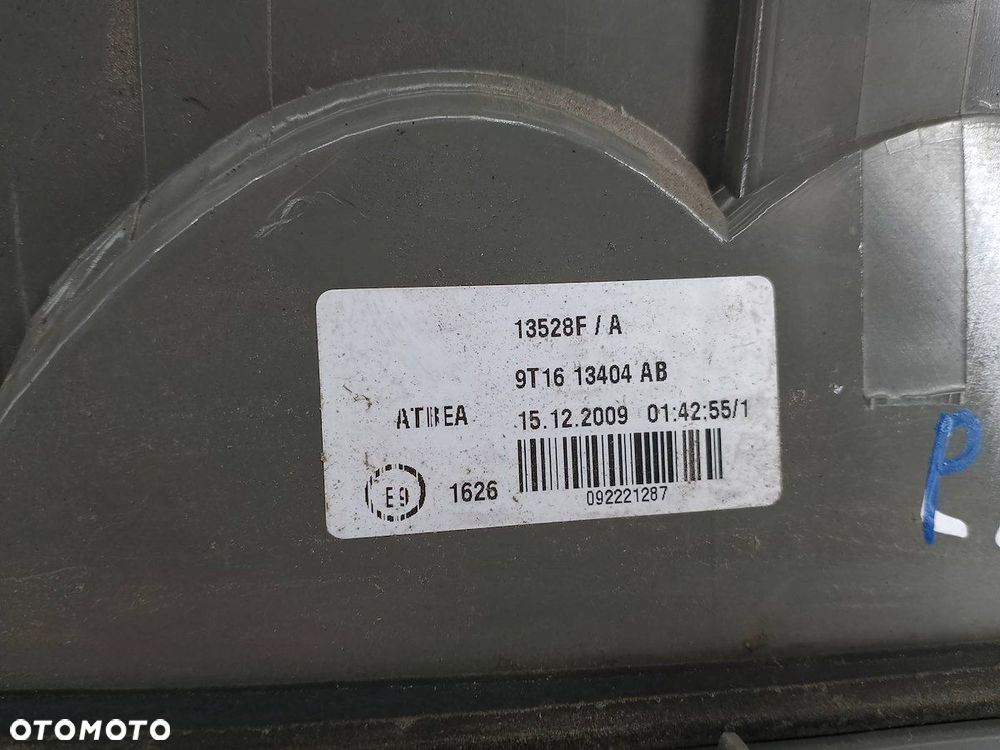 13528F / A
9T16 13404 AB
ATBEA 15.12.2009 01:42:55/1
E9 1626
092221287
P
OTOMOTO